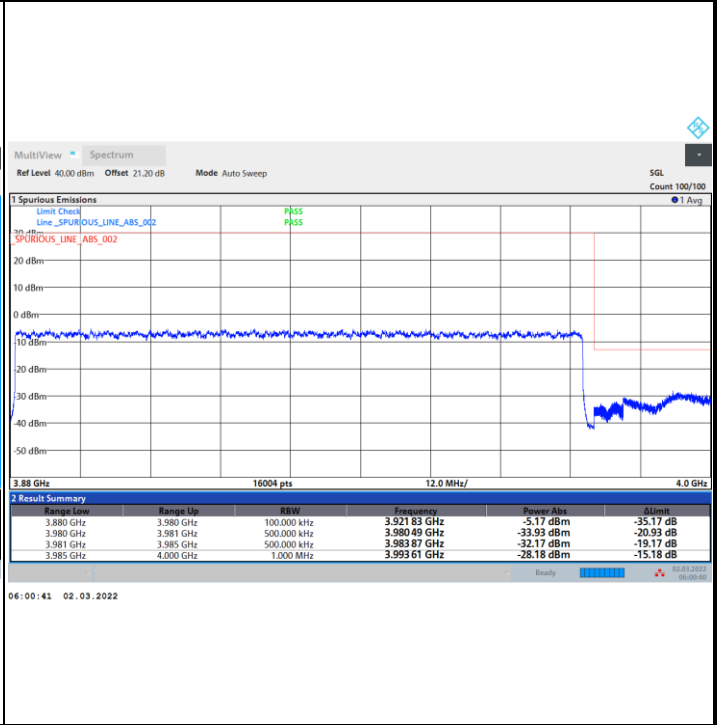 MultiView Spectrum
Ref Level 40.00 dBm Offset 21.20 dB Mode Auto Sweep SGL
Count 100/100
1 Spurious Emissions 1 Avg
Limit Check PASS
Line _SPURIOUS_LINE_ABS_002 PASS
30 dBm
_SPURIOUS_LINE_ABS_002
20 dBm
10 dBm
0 dBm
-10 dBm
-20 dBm
-30 dBm
-40 dBm
-50 dBm
3.88 GHz 16004 pts 12.0 MHz/ 4.0 GHz
2 Result Summary
Range Low Range Up RBW Frequency Power Abs ΔLimit
3.880 GHz 3.980 GHz 100.000 kHz 3.921 83 GHz -5.17 dBm -35.17 dB
3.980 GHz 3.981 GHz 500.000 kHz 3.980 49 GHz -33.93 dBm -20.93 dB
3.981 GHz 3.985 GHz 500.000 kHz 3.983 87 GHz -32.17 dBm -19.17 dB
3.985 GHz 4.000 GHz 1.000 MHz 3.993 61 GHz -28.18 dBm -15.18 dB
Ready 02.03.2022
06:00:40
06:00:41 02.03.2022